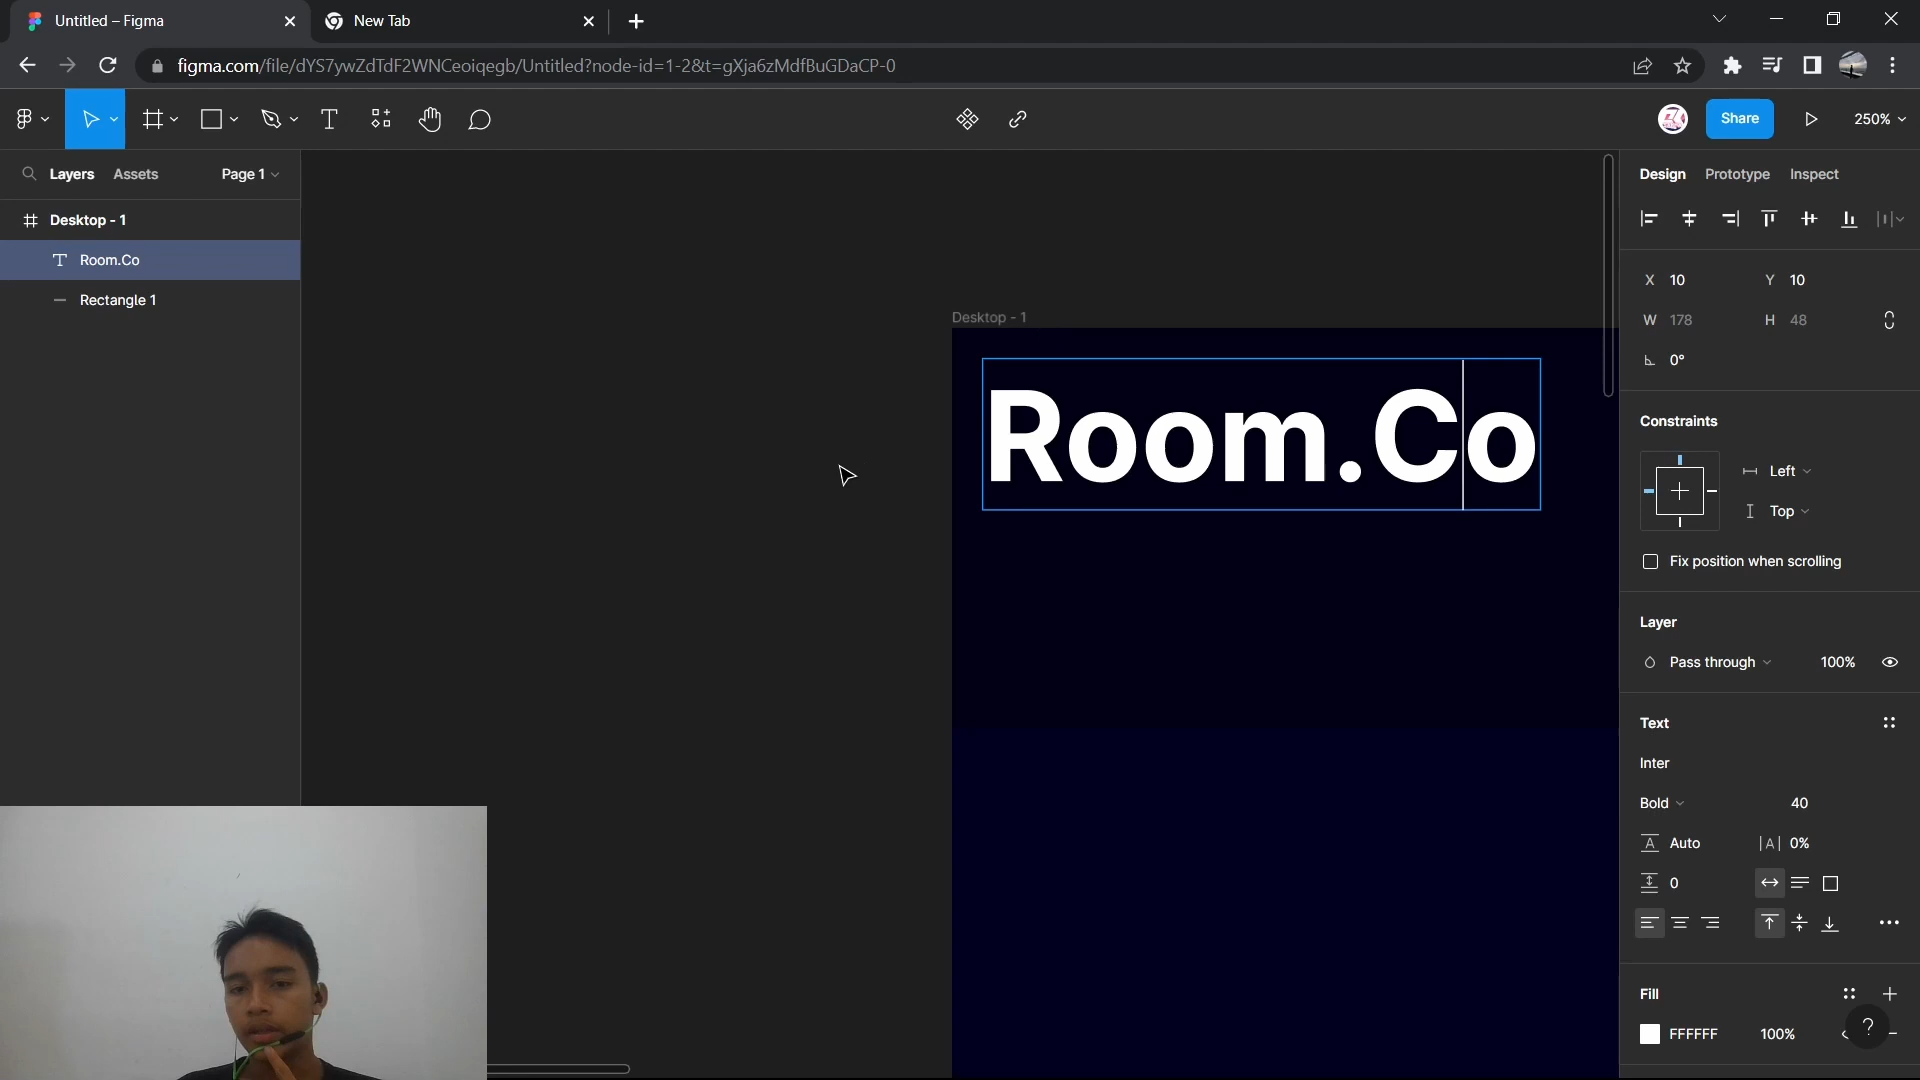 Untitled – Figma
New Tab
figma.com/file/dYS7ywZdTdF2WNCeoiqegb/Untitled?node-id=1-2&t=gXja6zMdfBuGDaCP-0
Share
250%
Layers
Assets
Page 1
Design
Prototype
Inspect
Desktop - 1
Room.Co
Rectangle 1
Desktop - 1
Room.Co
X 10
Y 10
W 178
H 48
0°
Constraints
Left
Top
Fix position when scrolling
Layer
Pass through
100%
Text
Inter
Bold
40
A Auto
|A| 0%
0
Fill
FFFFFF
100%
?